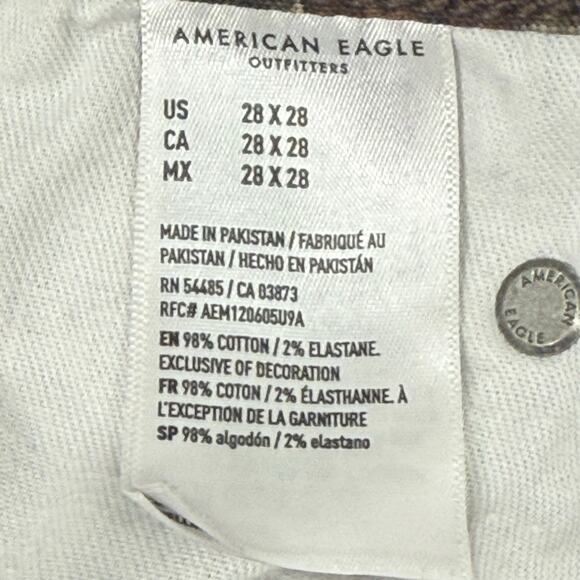 AMERICAN EAGLE
OUTFITTERS
US 28 X 28
CA 28 X 28
MX 28 X 28
MADE IN PAKISTAN / FABRIQUÉ AU
PAKISTAN / HECHO EN PAKISTÁN
RN 54485 / CA 03873
RFC# AEM120605U9A
EN 98% COTTON / 2% ELASTANE.
EXCLUSIVE OF DECORATION
FR 98% COTON / 2% ÉLASTHANNE. À
L'EXCEPTION DE LA GARNITURE
SP 98% algodón / 2% elastano
AMERICAN
EAGLE